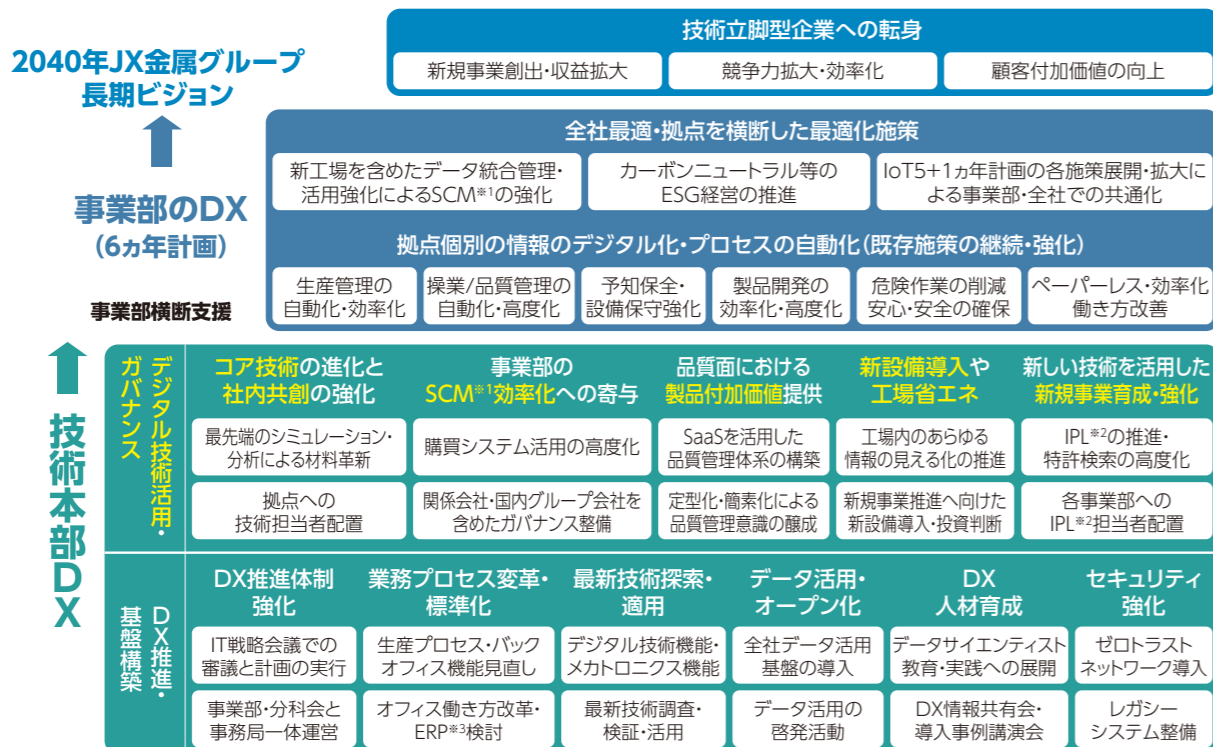 技術立脚型企業への転身
新規事業創出・収益拡大
競争力拡大・効率化
顧客付加価値の向上
2040年JX金属グループ
長期ビジョン
全社最適・拠点を横断した最適化施策
新工場を含めたデータ統合管理・
活用強化によるSCM※1の強化
カーボンニュートラル等の
ESG経営の推進
IoT5+1ヵ年計画の各施策展開・拡大に
よる事業部・全社での共通化
事業部のDX
(6ヵ年計画)
拠点個別の情報のデジタル化・プロセスの自動化(既存施策の継続・強化)
生産管理の
自動化・効率化
操業/品質管理の
自動化・高度化
予知保全・
設備保守強化
製品開発の
効率化・高度化
危険作業の削減
安心・安全の確保
ペーパーレス・効率化
働き方改善
事業部横断支援
技術本部DX
デジタル技術活用・
ガバナンス
コア技術の進化と
社内共創の強化
事業部の
SCM※1効率化への寄与
品質面における
製品付加価値提供
新設備導入や
工場省エネ
新しい技術を活用した
新規事業育成・強化
最先端のシミュレーション・
分析による材料革新
購買システム活用の高度化
SaaSを活用した
品質管理体系の構築
工場内のあらゆる
情報の見える化の推進
IPL※2の推進・
特許検索の高度化
拠点への
技術担当者配置
関係会社・国内グループ会社を
含めたガバナンス整備
定型化・簡素化による
品質管理意識の醸成
新規事業推進へ向けた
新設備導入・投資判断
各事業部への
IPL※2担当者配置
DX推進・
基盤構築
DX推進体制
強化
業務プロセス変革・
標準化
最新技術探索・
適用
データ活用・
オープン化
DX
人材育成
セキュリティ
強化
IT戦略会議での
審議と計画の実行
生産プロセス・バック
オフィス機能見直し
デジタル技術機能・
メカトロニクス機能
全社データ活用
基盤の導入
データサイエンティスト
教育・実践への展開
ゼロトラスト
ネットワーク導入
事業部・分科会と
事務局一体運営
オフィス働き方改革・
ERP※3検討
最新技術調査・
検証・活用
データ活用の
啓発活動
DX情報共有会・
導入事例講演会
レガシー
システム整備